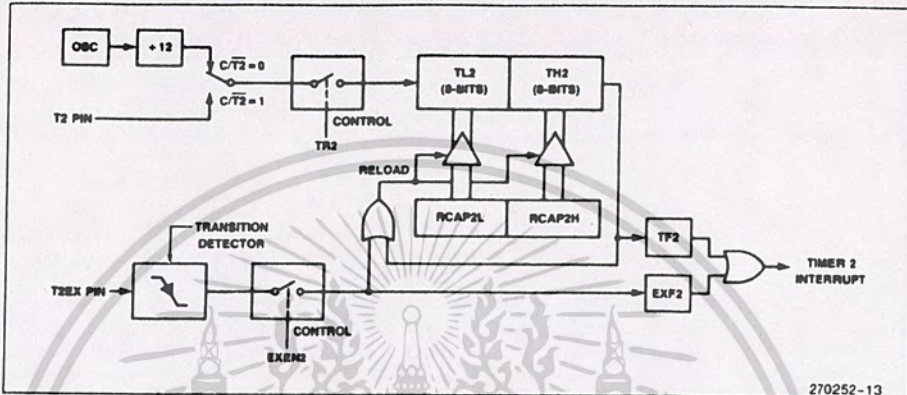 OSC
÷ 12
C/T2 = 0
C/T2 = 1
T2 PIN
CONTROL
TR2
TL2
(8-BITS)
TH2
(8-BITS)
RELOAD
RCAP2L
RCAP2H
TRANSITION
DETECTOR
T2EX PIN
CONTROL
EXEN2
TF2
EXF2
TIMER 2
INTERRUPT
270252-13